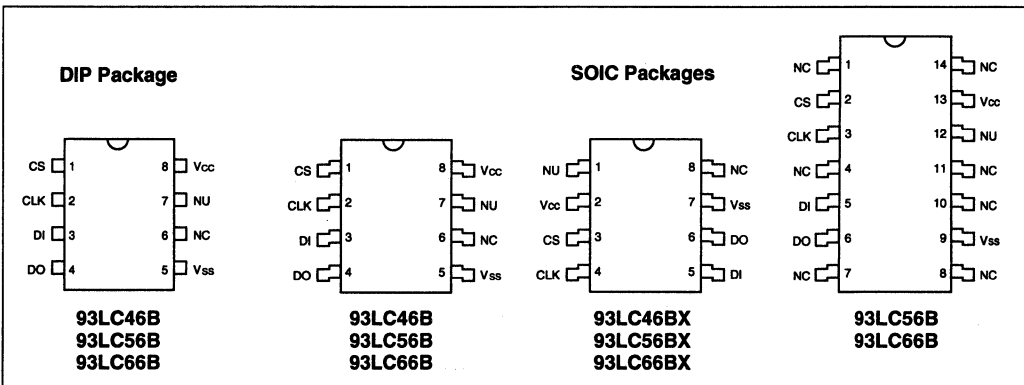 DIP Package
SOIC Packages
CS 1 8 Vcc
CLK 2 7 NU
DI 3 6 NC
DO 4 5 Vss
93LC46B
93LC56B
93LC66B
CS 1 8 Vcc
CLK 2 7 NU
DI 3 6 NC
DO 4 5 Vss
93LC46B
93LC56B
93LC66B
NU 1 8 NC
Vcc 2 7 Vss
CS 3 6 DO
CLK 4 5 DI
93LC46BX
93LC56BX
93LC66BX
NC 1 14 NC
CS 2 13 Vcc
CLK 3 12 NU
NC 4 11 NC
DI 5 10 NC
DO 6 9 Vss
NC 7 8 NC
93LC56B
93LC66B